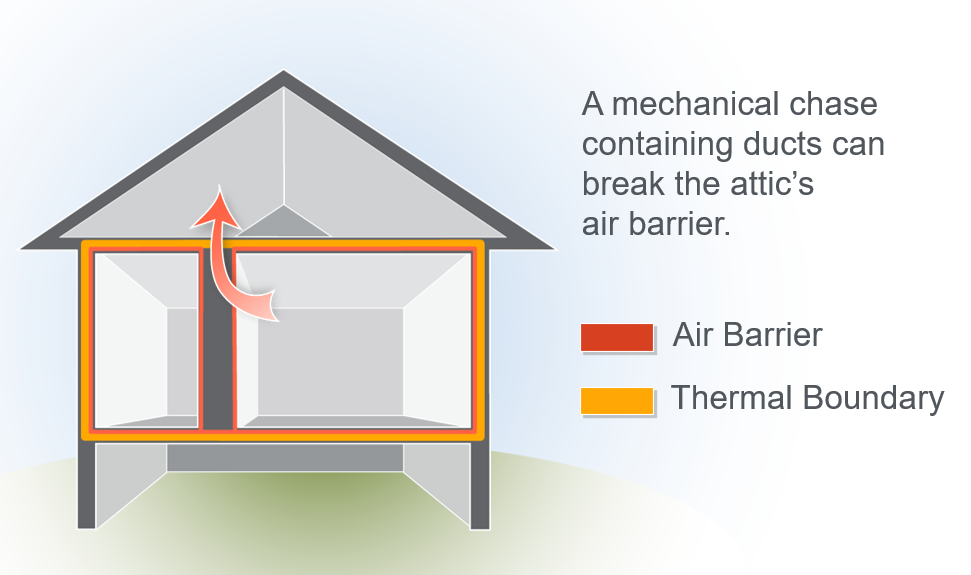 A mechanical chase
containing ducts can
break the attic’s
air barrier.
Air Barrier
Thermal Boundary